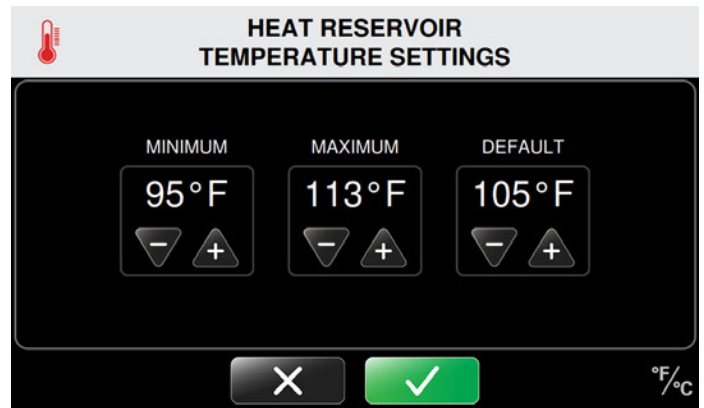 HEAT RESERVOIR
TEMPERATURE SETTINGS
MINIMUM MAXIMUM DEFAULT
95°F 113°F 105°F
− + − + − +
°F/°C